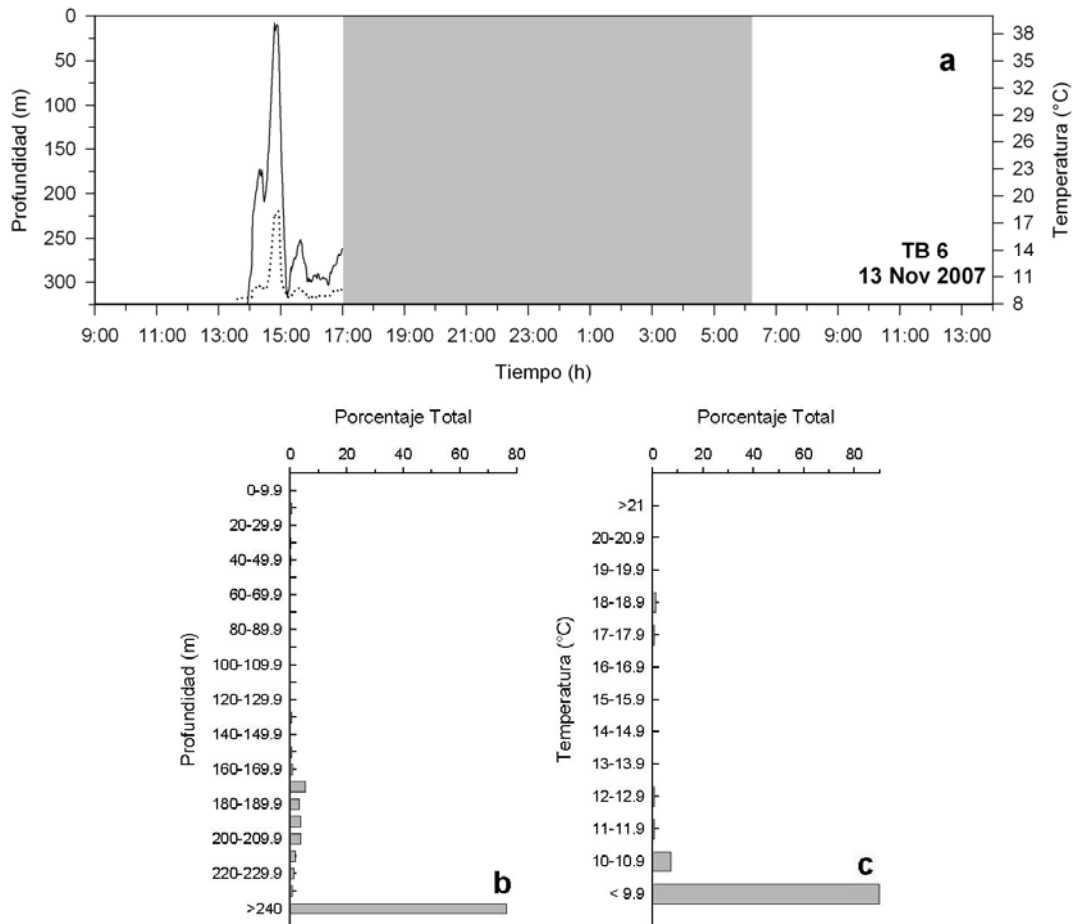 0
50
100
150
200
250
300
Profundidad (m)
38
35
32
29
26
23
20
17
14
11
8
Temperatura (°C)
a
TB 6
13 Nov 2007
9:00 11:00 13:00 15:00 17:00 19:00 21:00 23:00 1:00 3:00 5:00 7:00 9:00 11:00 13:00
Tiempo (h)
Porcentaje Total
0 20 40 60 80
Profundidad (m)
0-9.9
20-29.9
40-49.9
60-69.9
80-89.9
100-109.9
120-129.9
140-149.9
160-169.9
180-189.9
200-209.9
220-229.9
>240
b
Porcentaje Total
0 20 40 60 80
Temperatura (°C)
>21
20-20.9
19-19.9
18-18.9
17-17.9
16-16.9
15-15.9
14-14.9
13-13.9
12-12.9
11-11.9
10-10.9
< 9.9
c